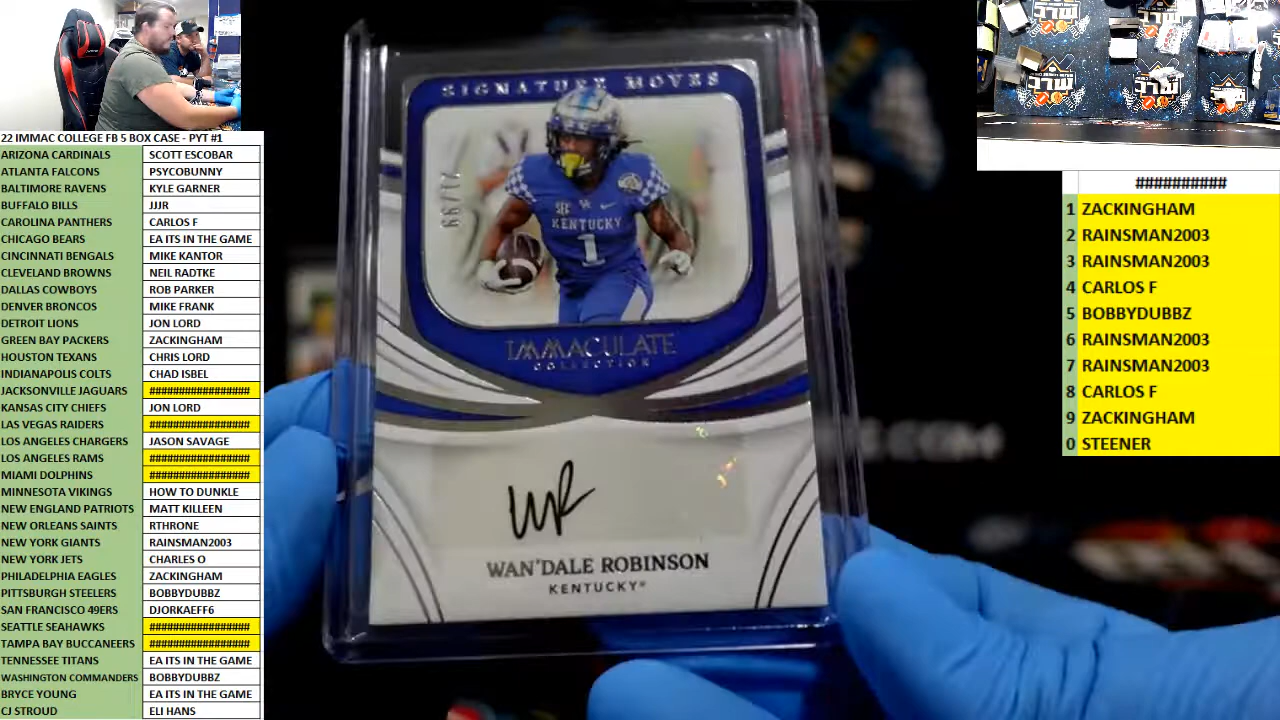 22 IMMAC COLLEGE FB 5 BOX CASE - PYT #1
ARIZONA CARDINALS SCOTT ESCOBAR
ATLANTA FALCONS PSYCOBUNNY
BALTIMORE RAVENS KYLE GARNER
BUFFALO BILLS JJJR
CAROLINA PANTHERS CARLOS F
CHICAGO BEARS EA ITS IN THE GAME
CINCINNATI BENGALS MIKE KANTOR
CLEVELAND BROWNS NEIL RADTKE
DALLAS COWBOYS ROB PARKER
DENVER BRONCOS MIKE FRANK
DETROIT LIONS JON LORD
GREEN BAY PACKERS ZACKINGHAM
HOUSTON TEXANS CHRIS LORD
INDIANAPOLIS COLTS CHAD ISBEL
JACKSONVILLE JAGUARS ################
KANSAS CITY CHIEFS JON LORD
LAS VEGAS RAIDERS ################
LOS ANGELES CHARGERS JASON SAVAGE
LOS ANGELES RAMS ################
MIAMI DOLPHINS ################
MINNESOTA VIKINGS HOW TO DUNKLE
NEW ENGLAND PATRIOTS MATT KILLEEN
NEW ORLEANS SAINTS RTHRONE
NEW YORK GIANTS RAINSMAN2003
NEW YORK JETS CHARLES O
PHILADELPHIA EAGLES ZACKINGHAM
PITTSBURGH STEELERS BOBBYDUBBZ
SAN FRANCISCO 49ERS DJORKAEFF6
SEATTLE SEAHAWKS ################
TAMPA BAY BUCCANEERS ################
TENNESSEE TITANS EA ITS IN THE GAME
WASHINGTON COMMANDERS BOBBYDUBBZ
BRYCE YOUNG EA ITS IN THE GAME
CJ STROUD ELI HANS
SIGNATURE MOVES
KENTUCKY
1
IMMACULATE
COLLECTION
WR
WAN'DALE ROBINSON
KENTUCKY®
##########
1 ZACKINGHAM
2 RAINSMAN2003
3 RAINSMAN2003
4 CARLOS F
5 BOBBYDUBBZ
6 RAINSMAN2003
7 RAINSMAN2003
8 CARLOS F
9 ZACKINGHAM
0 STEENER